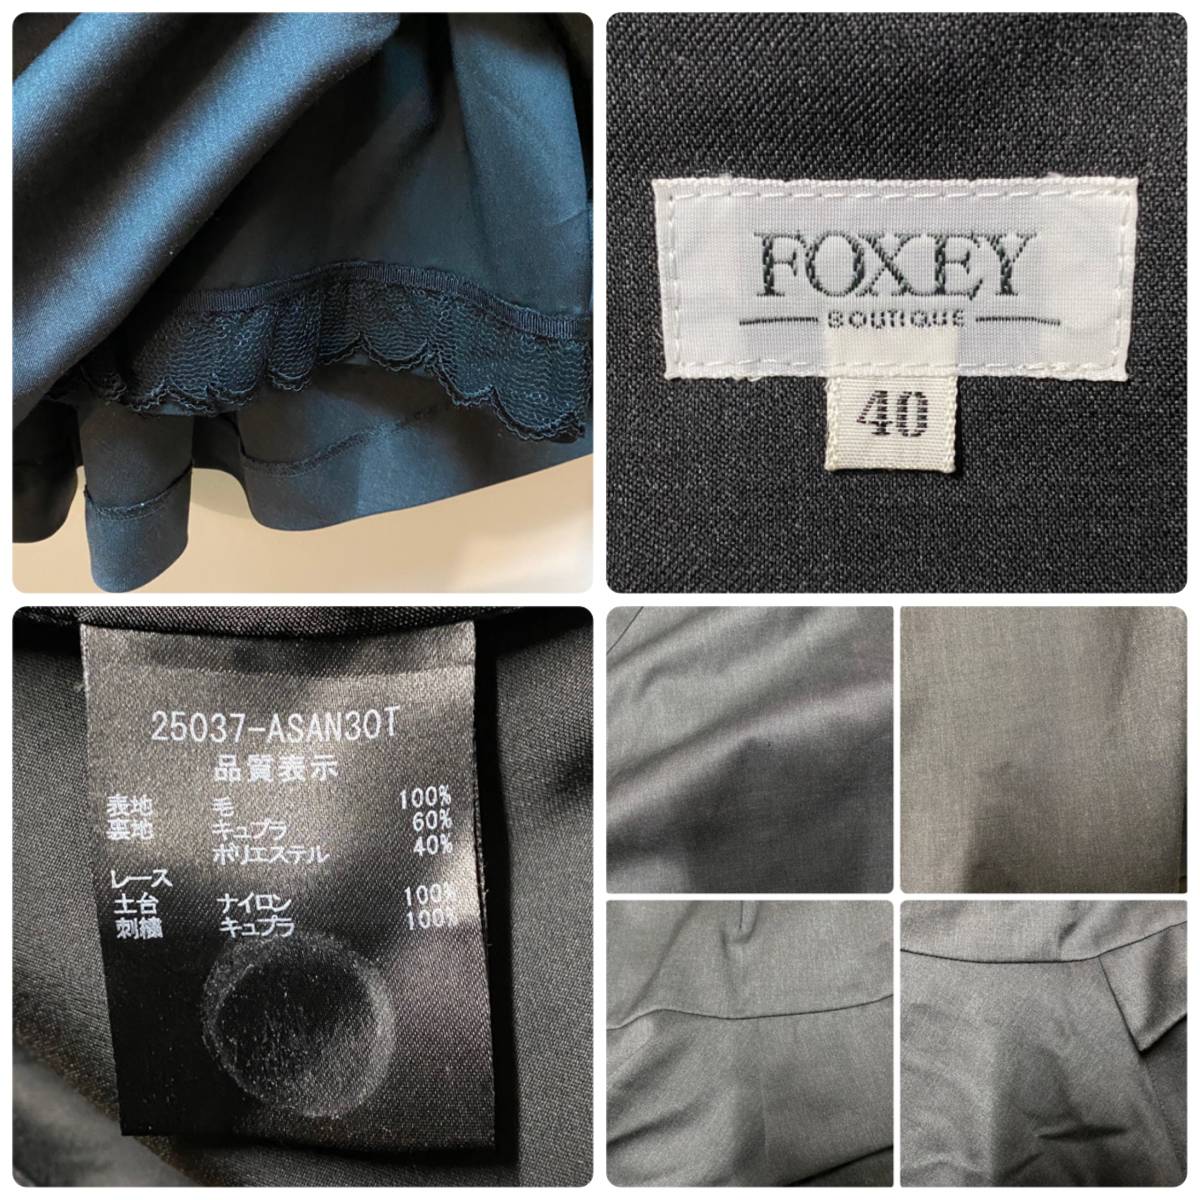 FOXEY
BOUTIQUE
40
25037-ASAN30T
品質表示
表地 毛 100%
裏地 キュプラ 60%
ポリエステル 40%
レース
土台 ナイロン 100%
刺繍 キュプラ 100%